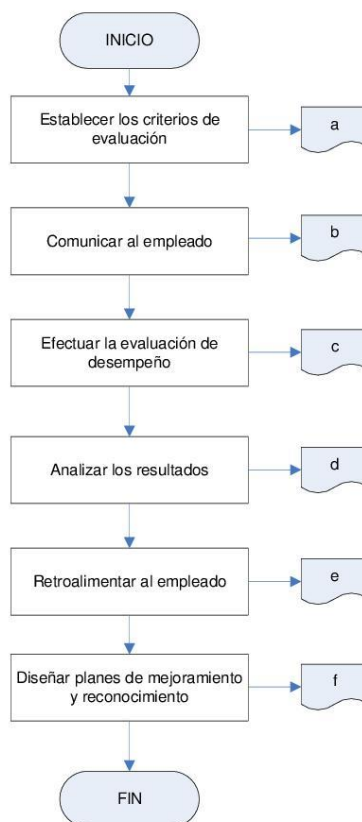 INICIO
Establecer los criterios de
evaluación
a
Comunicar al empleado
b
Efectuar la evaluación de
desempeño
c
Analizar los resultados
d
Retroalimentar al empleado
e
Diseñar planes de mejoramiento
y reconocimiento
f
FIN